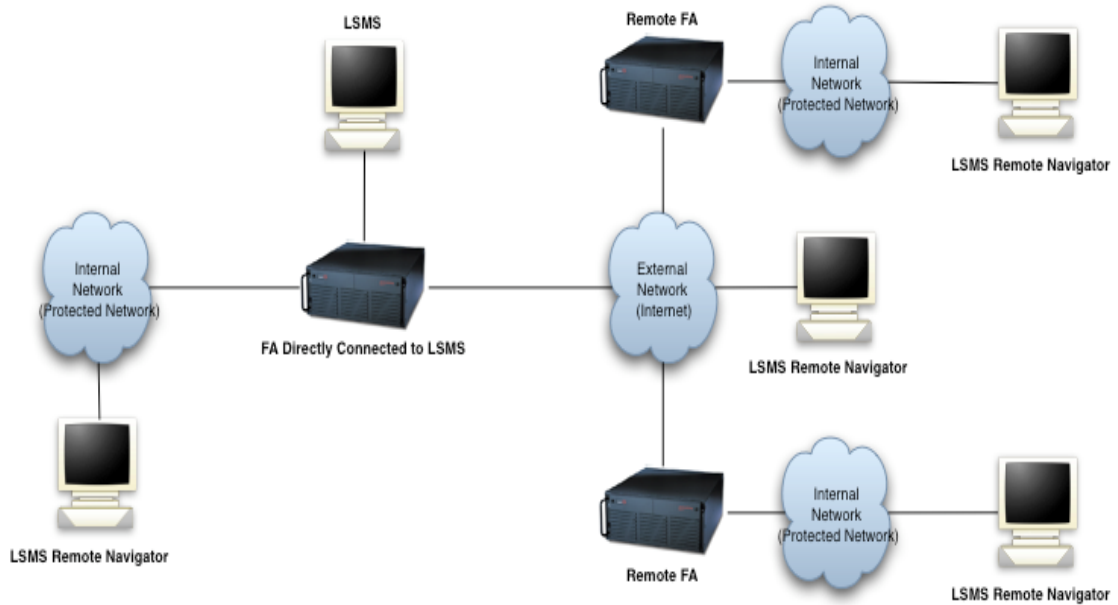 LSMS
Remote FA
Internal
Network
(Protected Network)
LSMS Remote Navigator
Internal
Network
(Protected Network)
FA Directly Connected to LSMS
External
Network
(Internet)
LSMS Remote Navigator
LSMS Remote Navigator
Remote FA
Internal
Network
(Protected Network)
LSMS Remote Navigator